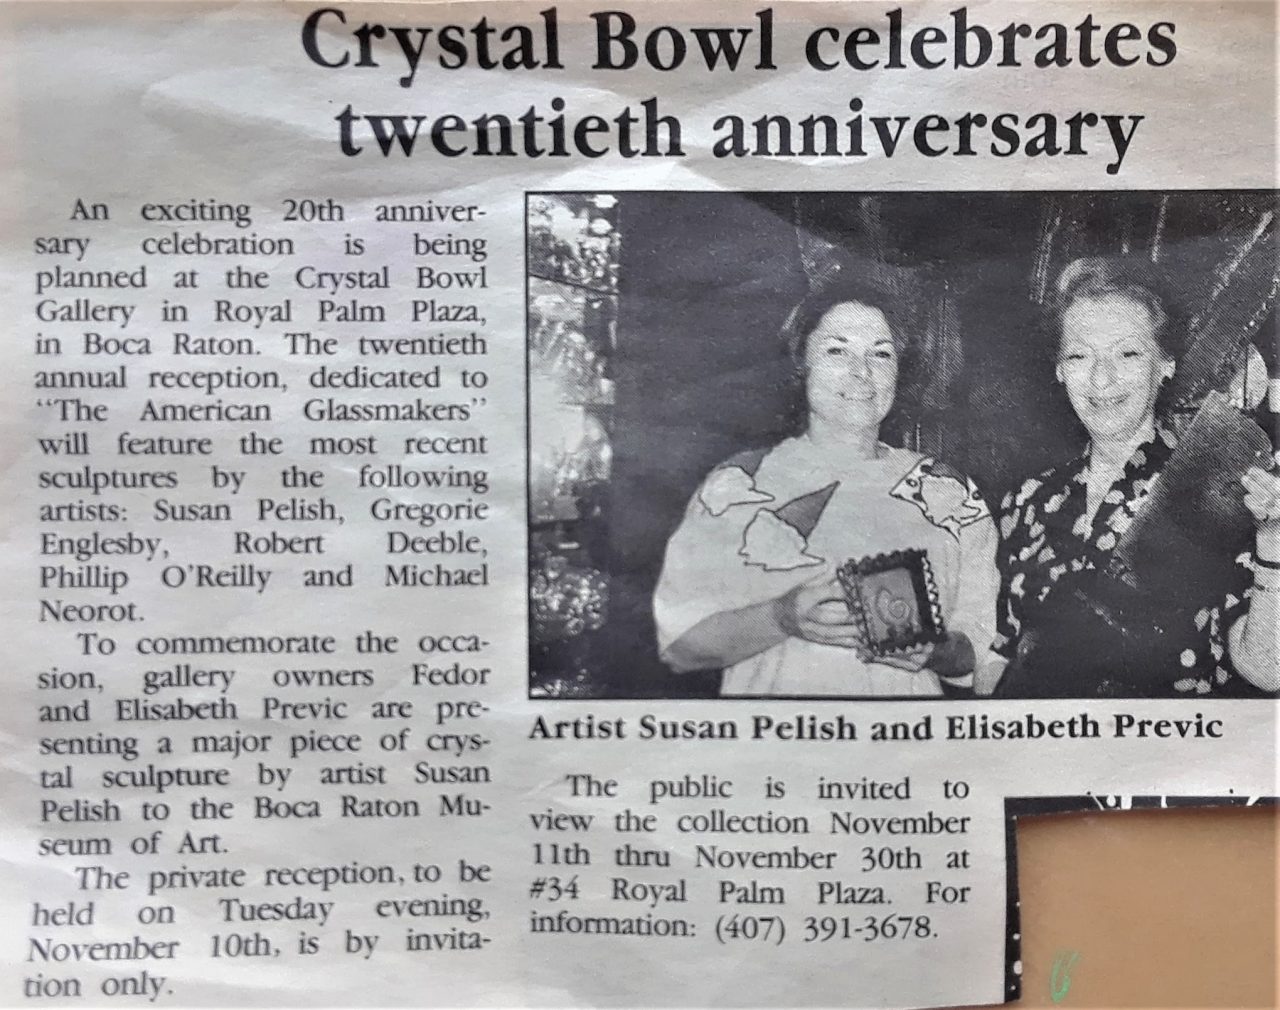 Crystal Bowl celebrates
twentieth anniversary
An exciting 20th anniver-
sary celebration is being
planned at the Crystal Bowl
Gallery in Royal Palm Plaza,
in Boca Raton. The twentieth
annual reception, dedicated to
“The American Glassmakers”
will feature the most recent
sculptures by the following
artists: Susan Pelish, Gregorie
Englesby, Robert Deeble,
Phillip O'Reilly and Michael
Neorot.
To commemorate the occa-
sion, gallery owners Fedor
and Elisabeth Previc are pre-
senting a major piece of crys-
tal sculpture by artist Susan
Pelish to the Boca Raton Mu-
seum of Art.
The private reception, to be
held on Tuesday evening,
November 10th, is by invita-
tion only.
Artist Susan Pelish and Elisabeth Previc
The public is invited to
view the collection November
11th thru November 30th at
#34 Royal Palm Plaza. For
information: (407) 391-3678.